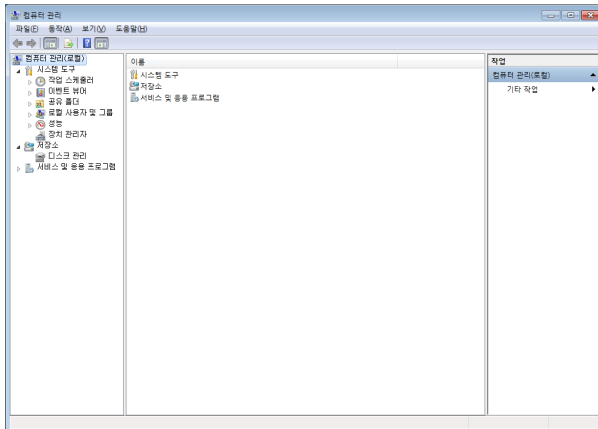 컴퓨터 관리
파일(F) 동작(A) 보기(V) 도움말(H)
컴퓨터 관리(로컬)
시스템 도구
작업 스케줄러
이벤트 뷰어
공유 폴더
로컬 사용자 및 그룹
성능
장치 관리자
저장소
디스크 관리
서비스 및 응용 프로그램
이름
시스템 도구
저장소
서비스 및 응용 프로그램
작업
컴퓨터 관리(로컬)
기타 작업